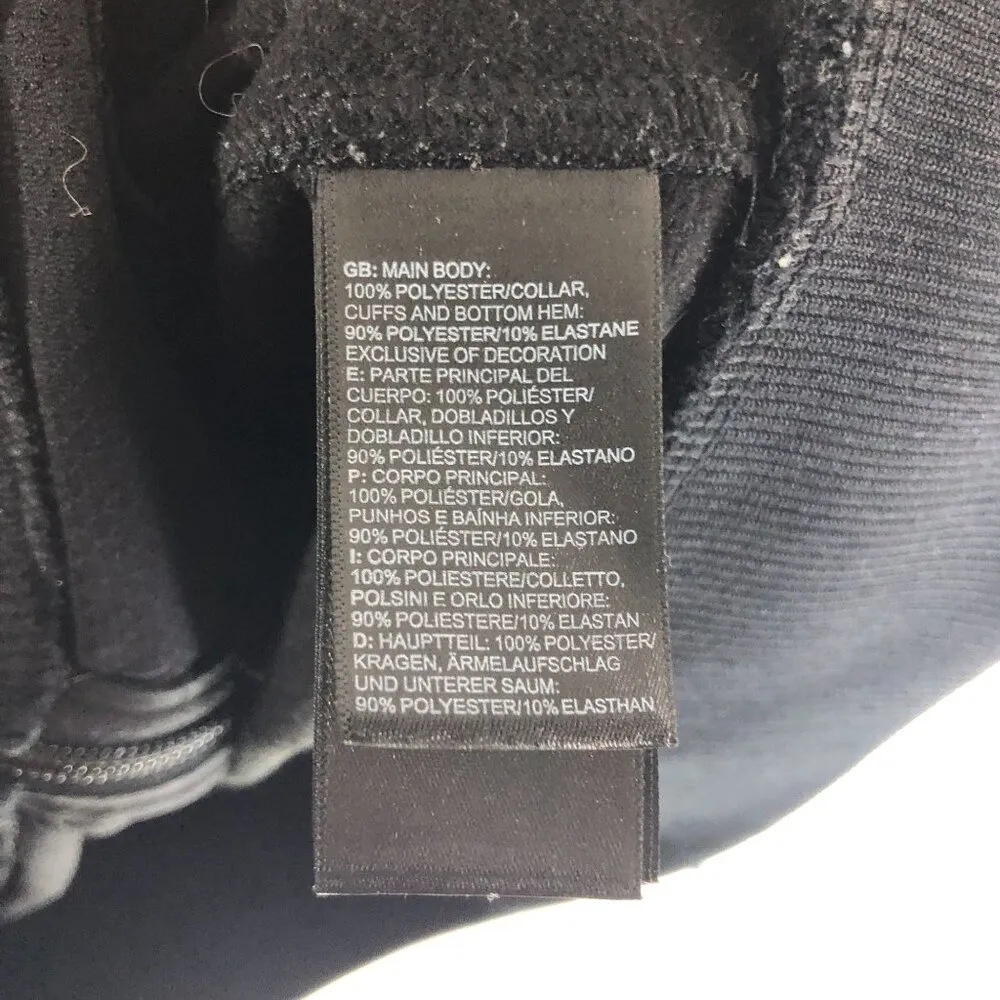 GB: MAIN BODY:
100% POLYESTER/COLLAR,
CUFFS AND BOTTOM HEM:
90% POLYESTER/10% ELASTANE
EXCLUSIVE OF DECORATION
E: PARTE PRINCIPAL DEL
CUERPO: 100% POLIÉSTER/
COLLAR, DOBLADILLOS Y
DOBLADILLO INFERIOR:
90% POLIÉSTER/10% ELASTANO
P: CORPO PRINCIPAL:
100% POLIÉSTER/GOLA,
PUNHOS E BAÍNHA INFERIOR:
90% POLIÉSTER/10% ELASTANO
I: CORPO PRINCIPALE:
100% POLIESTERE/COLLETTO,
POLSINI E ORLO INFERIORE:
90% POLIESTERE/10% ELASTAN
D: HAUPTTEIL: 100% POLYESTER/
KRAGEN, ÄRMELAUFSCHLAG
UND UNTERER SAUM:
90% POLYESTER/10% ELASTHAN